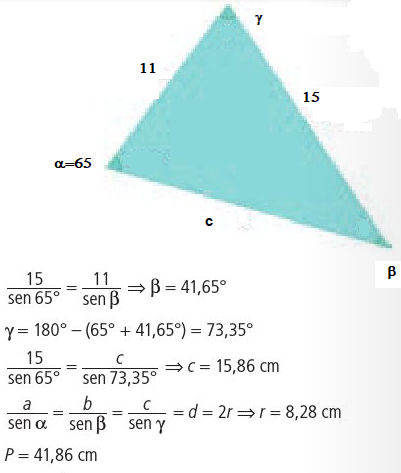 γ
11
15
α=65
c
β
15 / sen 65° = 11 / sen β ⇒ β = 41,65°
γ = 180° – (65° + 41,65°) = 73,35°
15 / sen 65° = c / sen 73,35° ⇒ c = 15,86 cm
a / sen α = b / sen β = c / sen γ = d = 2r ⇒ r = 8,28 cm
P = 41,86 cm